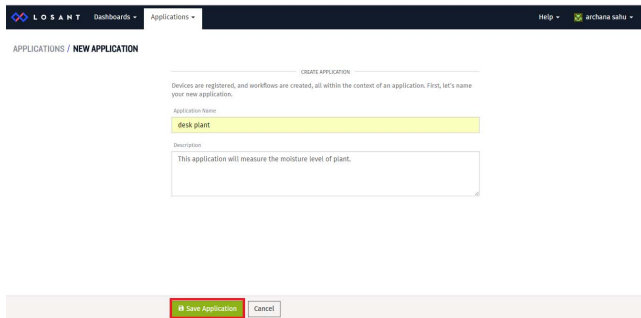 LOSANT Dashboards Applications Help archana sahu
APPLICATIONS / NEW APPLICATION
CREATE APPLICATION
Devices are registered, and workflows are created, all within the context of an application. First, let's name
your new application.
Application Name
desk plant
Description
This application will measure the moisture level of plant.
Save Application Cancel